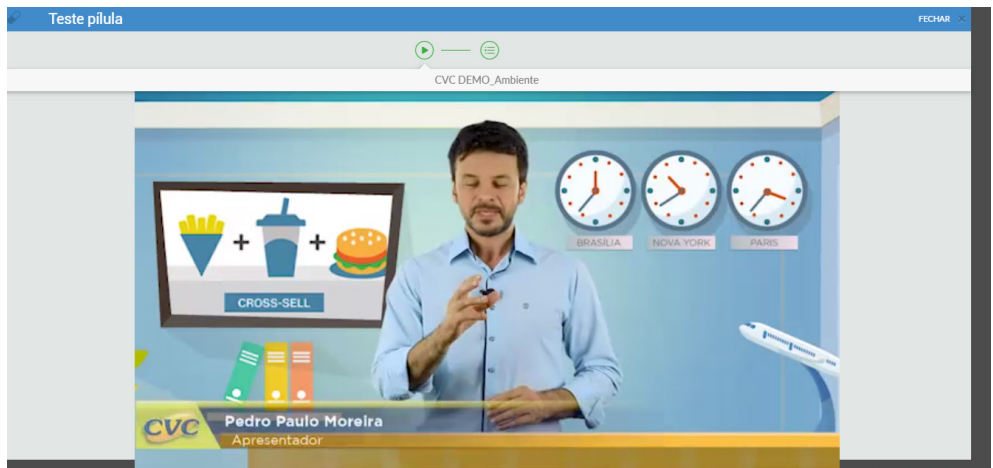 Teste pílula
FECHAR ×
CVC DEMO_Ambiente
BRASÍLIA
NOVA YORK
PARIS
+
+
CROSS-SELL
CVC
Pedro Paulo Moreira
Apresentador